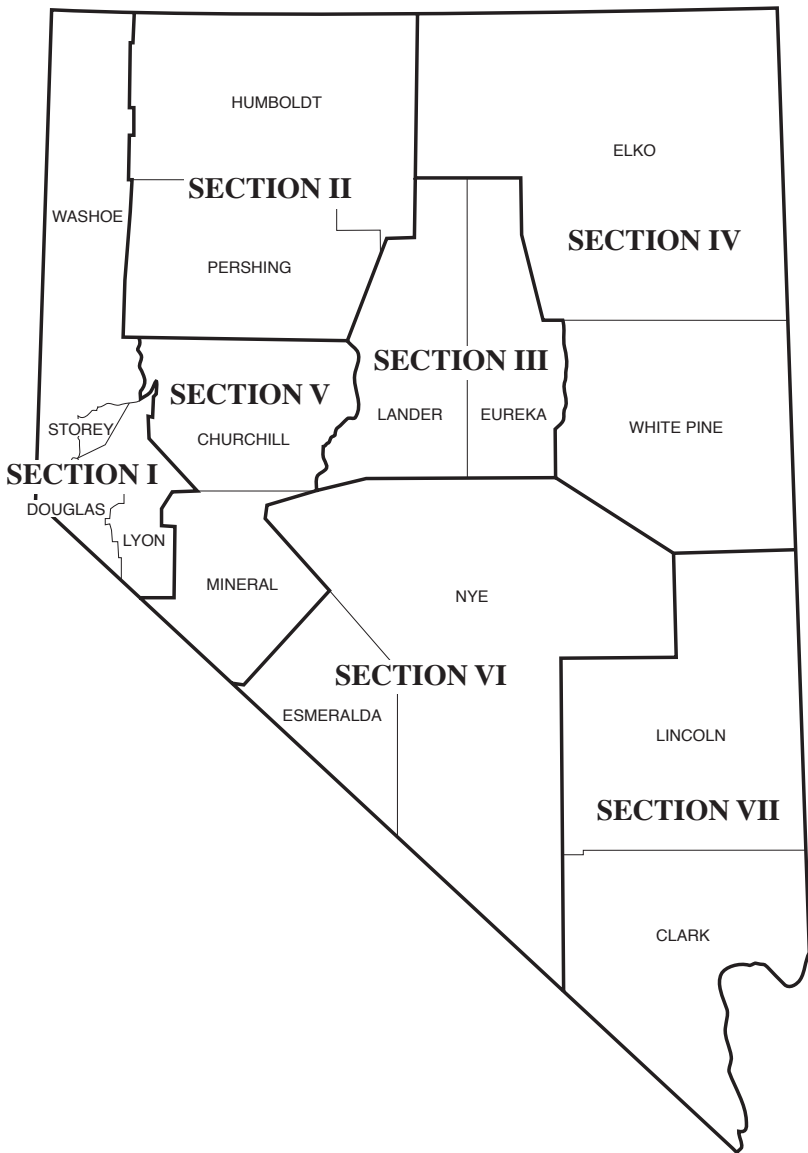 HUMBOLDT
ELKO
SECTION II
WASHOE
SECTION IV
PERSHING
SECTION III
SECTION V
LANDER
EUREKA
STOREY
CHURCHILL
WHITE PINE
SECTION I
DOUGLAS
LYON
MINERAL
NYE
SECTION VI
ESMERALDA
LINCOLN
SECTION VII
CLARK